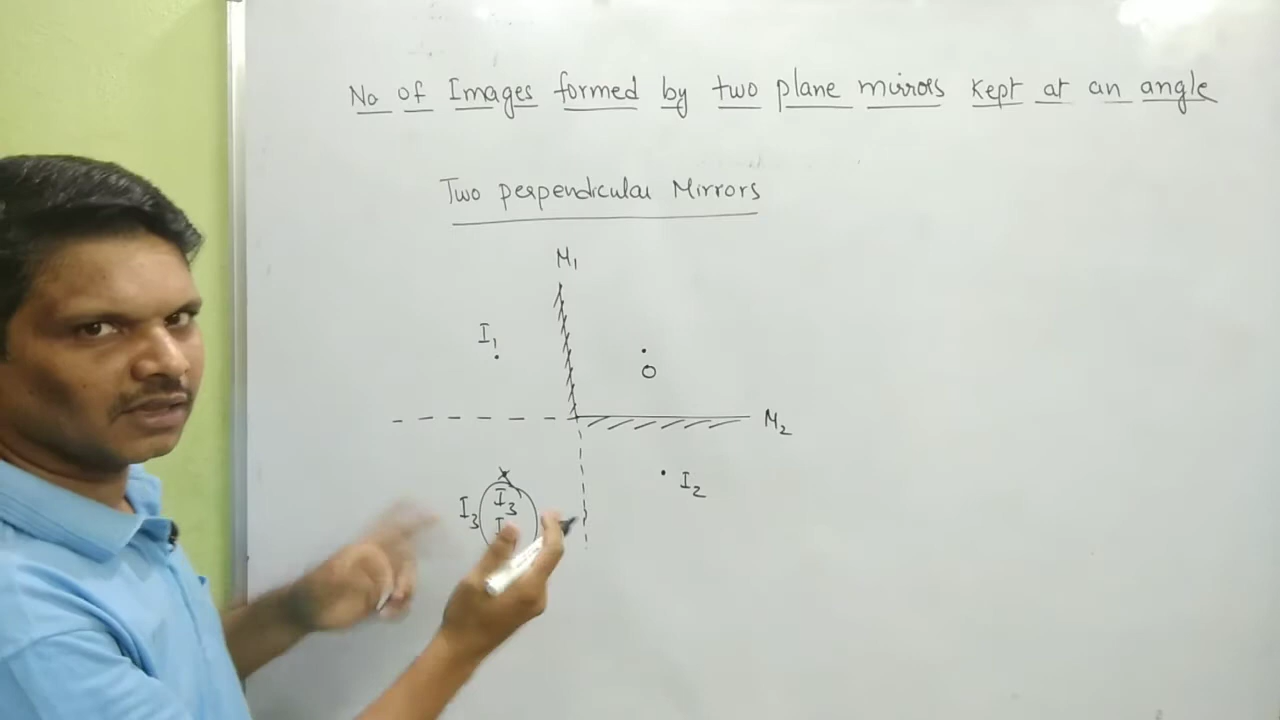 No of Images formed by two plane mirrors kept at an angle
Two perpendicular Mirrors
M1
I1
O
M2
I2
I3
I3
I